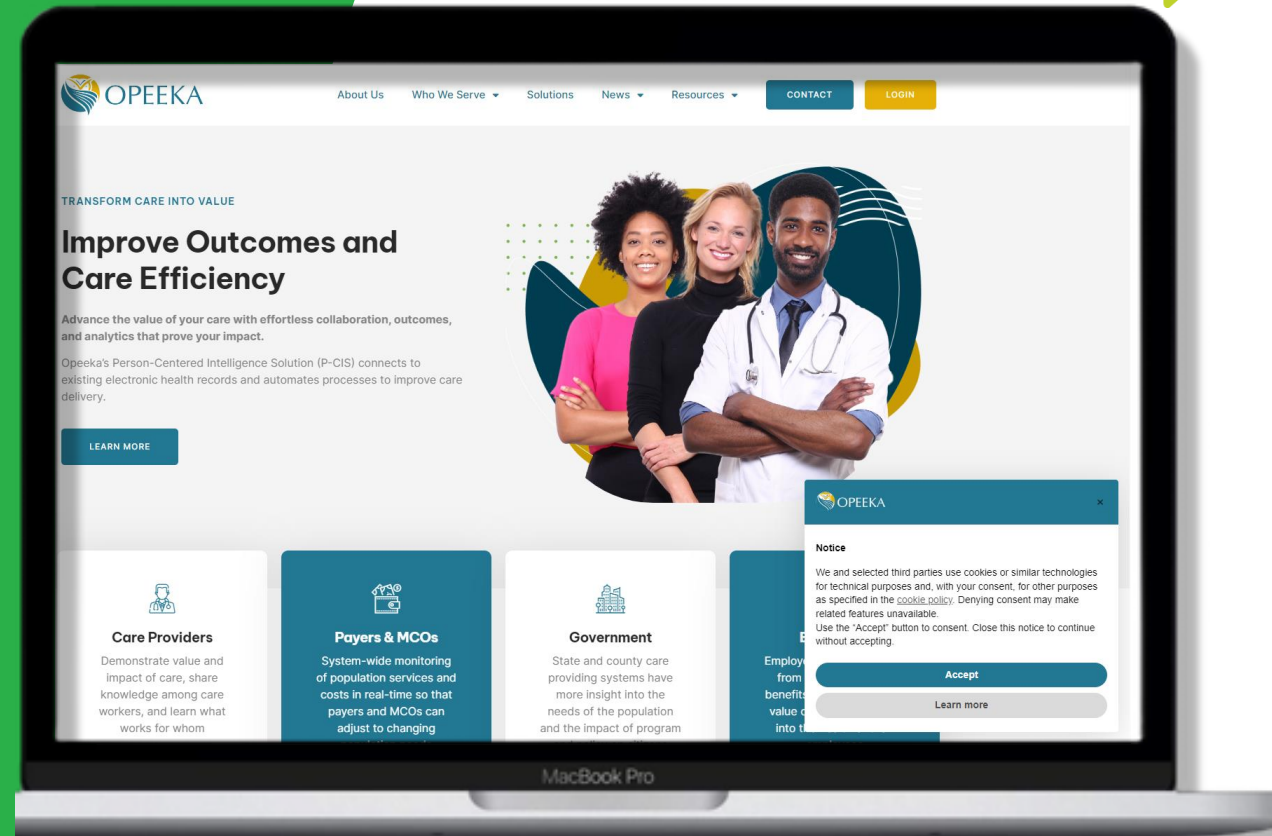 OPEEKA
About Us Who We Serve Solutions News Resources CONTACT LOGIN
TRANSFORM CARE INTO VALUE
Improve Outcomes and
Care Efficiency
Advance the value of your care with effortless collaboration, outcomes,
and analytics that prove your impact.
Opeeka's Person-Centered Intelligence Solution (P-CIS) connects to
existing electronic health records and automates processes to improve care
delivery.
LEARN MORE
Care Providers
Demonstrate value and
impact of care, share
knowledge among care
workers, and learn what
works for whom
Payers & MCOs
System-wide monitoring
of population services and
costs in real-time so that
payers and MCOs can
adjust to changing
Government
State and county care
providing systems have
more insight into the
needs of the population
and the impact of program
from
value
into
OPEEKA ×
Notice
We and selected third parties use cookies or similar technologies
for technical purposes and, with your consent, for other purposes
as specified in the cookie policy. Denying consent may make
related features unavailable.
Use the "Accept" button to consent. Close this notice to continue
without accepting.
Accept
Learn more
MacBook Pro